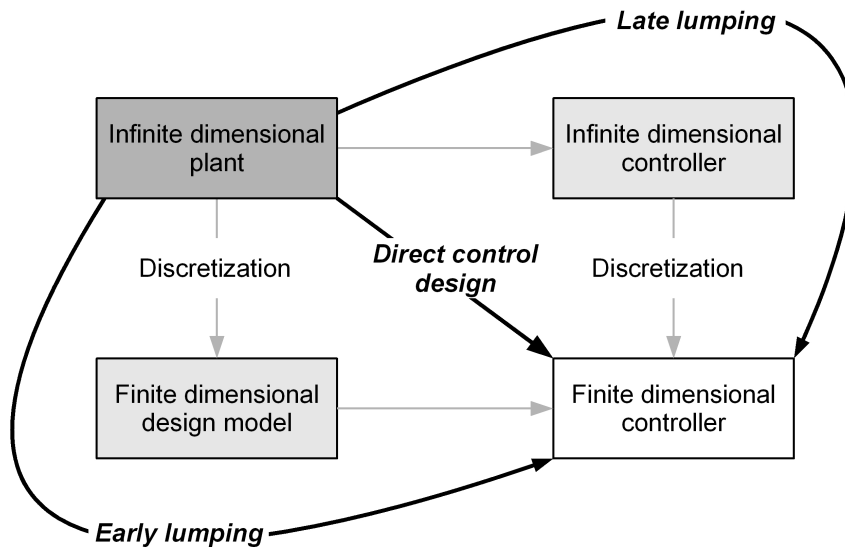 Late lumping
Infinite dimensional
plant
Infinite dimensional
controller
Discretization
Direct control
design
Discretization
Finite dimensional
design model
Finite dimensional
controller
Early lumping